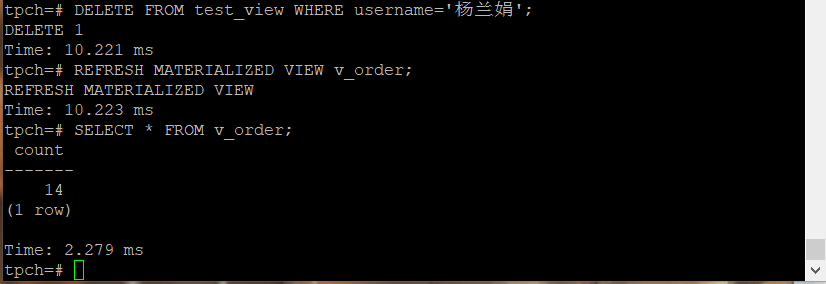 tpch=# DELETE FROM test_view WHERE username='杨兰娟';
DELETE 1
Time: 10.221 ms
tpch=# REFRESH MATERIALIZED VIEW v_order;
REFRESH MATERIALIZED VIEW
Time: 10.223 ms
tpch=# SELECT * FROM v_order;
 count
-------
    14
(1 row)

Time: 2.279 ms
tpch=#